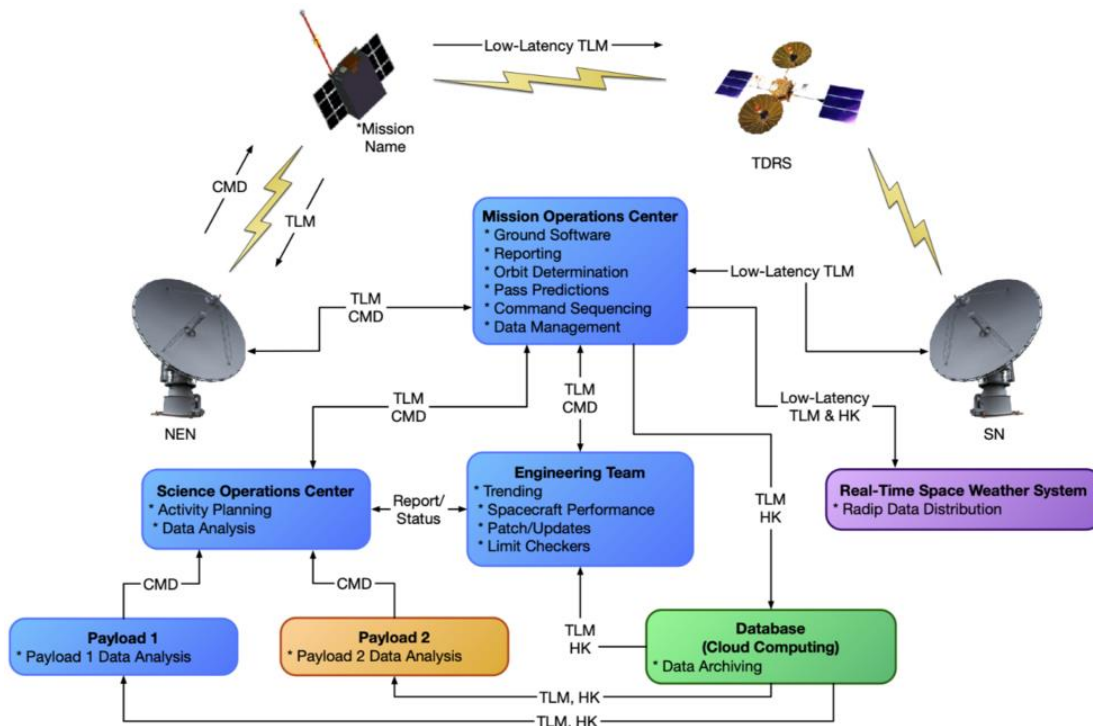 Low-Latency TLM
*Mission
Name
TDRS
CMD
TLM
Mission Operations Center
* Ground Software
* Reporting
* Orbit Determination
* Pass Predictions
* Command Sequencing
* Data Management
Low-Latency TLM
TLM
CMD
NEN
TLM
CMD
TLM
CMD
Low-Latency
TLM & HK
SN
Science Operations Center
* Activity Planning
* Data Analysis
Report/
Status
Engineering Team
* Trending
* Spacecraft Performance
* Patch/Updates
* Limit Checkers
TLM
HK
Real-Time Space Weather System
* Radip Data Distribution
CMD
CMD
Payload 1
* Payload 1 Data Analysis
Payload 2
* Payload 2 Data Analysis
TLM
HK
Database
(Cloud Computing)
* Data Archiving
TLM, HK
TLM, HK